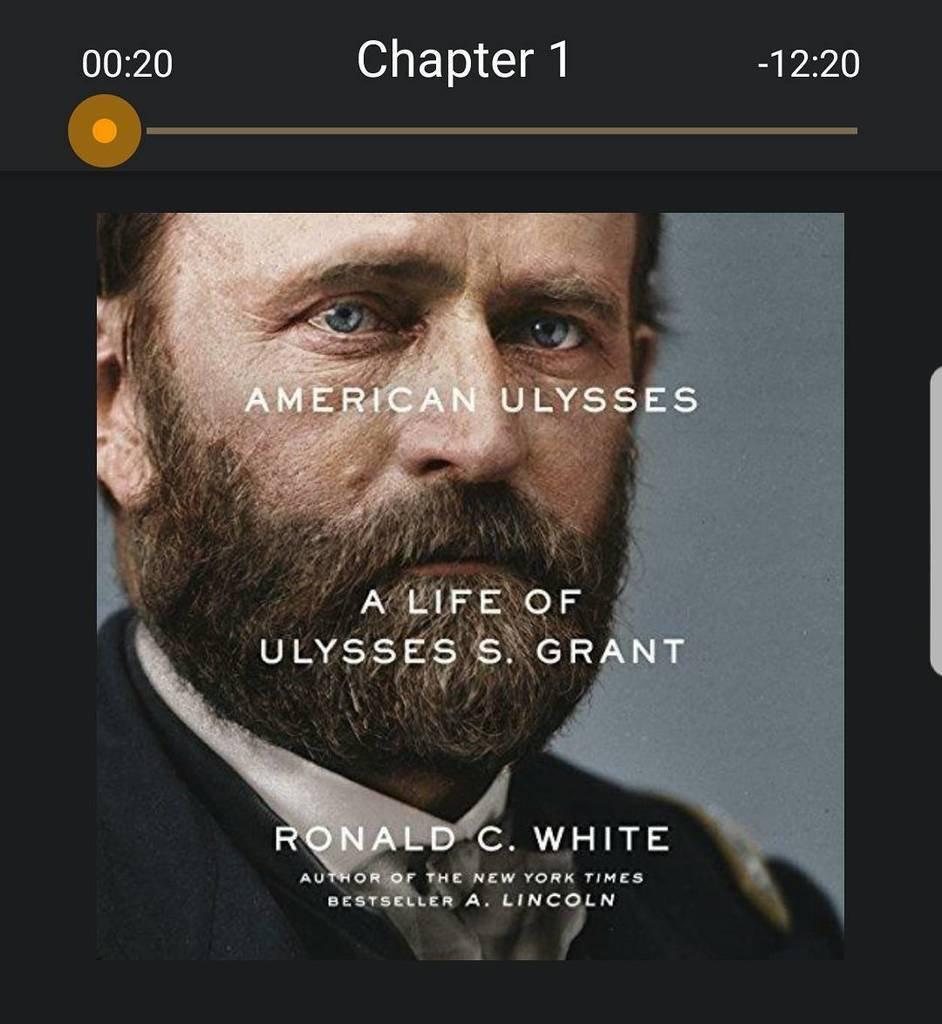 00:20 Chapter 1 -12:20
AMERICAN ULYSSES
A LIFE OF
ULYSSES S. GRANT
RONALD C. WHITE
AUTHOR OF THE NEW YORK TIMES
BESTSELLER A. LINCOLN